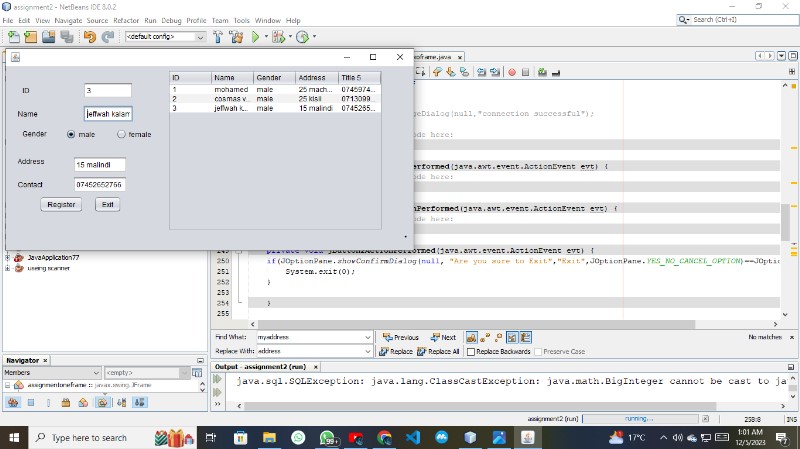 assignment2 - NetBeans IDE 8.0.2
File Edit View Navigate Source Refactor Run Debug Profile Team Tools Window Help
Search (Ctrl+I)
<default config>
oframe.java ×
ID 3
Name jeffwah kalam
Gender male female
Address 15 malindi
Contact 07452652766
Register Exit
ID Name Gender Address Title 5
1 mohamed male 25 mach... 0745974...
2 cosmas v... male 25 kisii 0713099...
3 jeffwah k... male 15 malindi 0745265...
geDialog(null,"connection successful");
ode here:
erformed(java.awt.event.ActionEvent evt) {
ode here:
nPerformed(java.awt.event.ActionEvent evt) {
ode here:
249 private void jButton2ActionPerformed(java.awt.event.ActionEvent evt) {
250 if(JOptionPane.showConfirmDialog(null, "Are you sure to Exit","Exit",JOptionPane.YES_NO_CANCEL_OPTION)==JOptio
251 System.exit(0);
252 }
253
254 }
255
JavaApplication77
useing scanner
Find What: myaddress Previous Next No matches
Replace With: address Replace Replace All Replace Backwards Preserve Case
Navigator ×
Members <empty>
assignmentoneframe :: javax.swing.JFrame
Output - assignment2 (run) ×
java.sql.SQLException: java.lang.ClassCastException: java.math.BigInteger cannot be cast to ja
assignment2 (run) running... 238:8 INS
Type here to search
99+
17°C
1:01 AM
12/5/2023